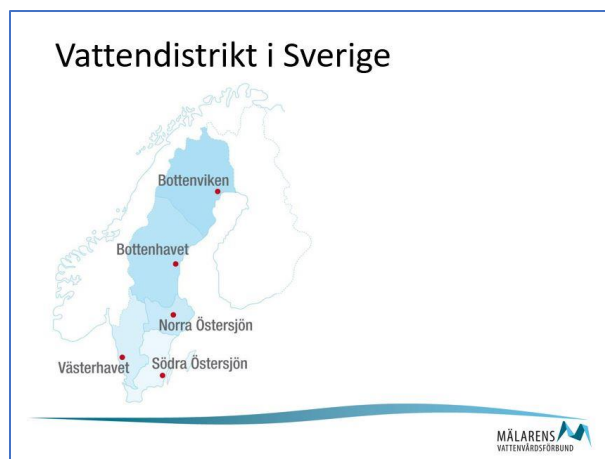 Vattendistrikt i Sverige
Bottenviken
Bottenhavet
Norra Östersjön
Västerhavet
Södra Östersjön
MÄLARENS
VATTENVÅRDSFÖRBUND